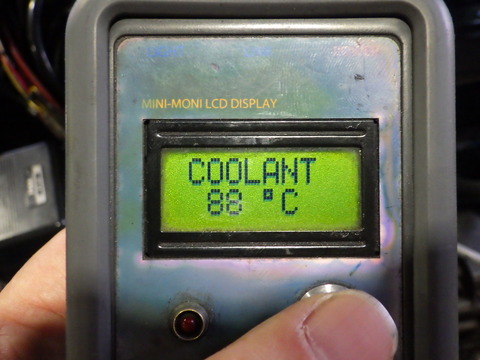 MINI-MONI LCD DISPLAY
COOLANT
88 °C